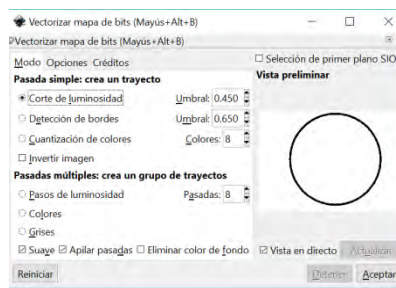 Vectorizar mapa de bits (Mayús+Alt+B)
Vectorizar mapa de bits (Mayús+Alt+B)
Modo Opciones Créditos
Selección de primer plano SIO
Pasada simple: crea un trayecto
Vista preliminar
Corte de luminosidad Umbral: 0.450
Detección de bordes Umbral: 0.650
Cuantización de colores Colores: 8
Invertir imagen
Pasadas múltiples: crea un grupo de trayectos
Pasos de luminosidad Pasadas: 8
Colores
Grises
Suave Apilar pasadas Eliminar color de fondo Vista en directo Actualizar
Reiniciar Detener Aceptar